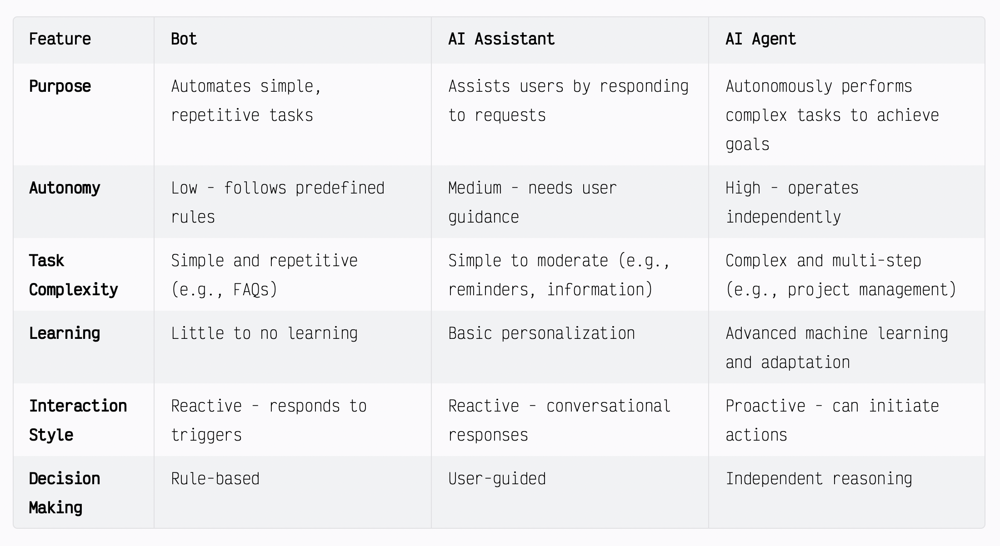 Feature
Bot
AI Assistant
AI Agent
Purpose
Automates simple,
repetitive tasks
Assists users by responding
to requests
Autonomously performs
complex tasks to achieve
goals
Autonomy
Low - follows predefined
rules
Medium - needs user
guidance
High - operates
independently
Task
Complexity
Simple and repetitive
(e.g., FAQs)
Simple to moderate (e.g.,
reminders, information)
Complex and multi-step
(e.g., project management)
Learning
Little to no learning
Basic personalization
Advanced machine learning
and adaptation
Interaction
Style
Reactive - responds to
triggers
Reactive - conversational
responses
Proactive - can initiate
actions
Decision
Making
Rule-based
User-guided
Independent reasoning